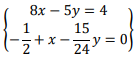 8x − 5y = 4
−1/2 + x − 15/24 y = 0